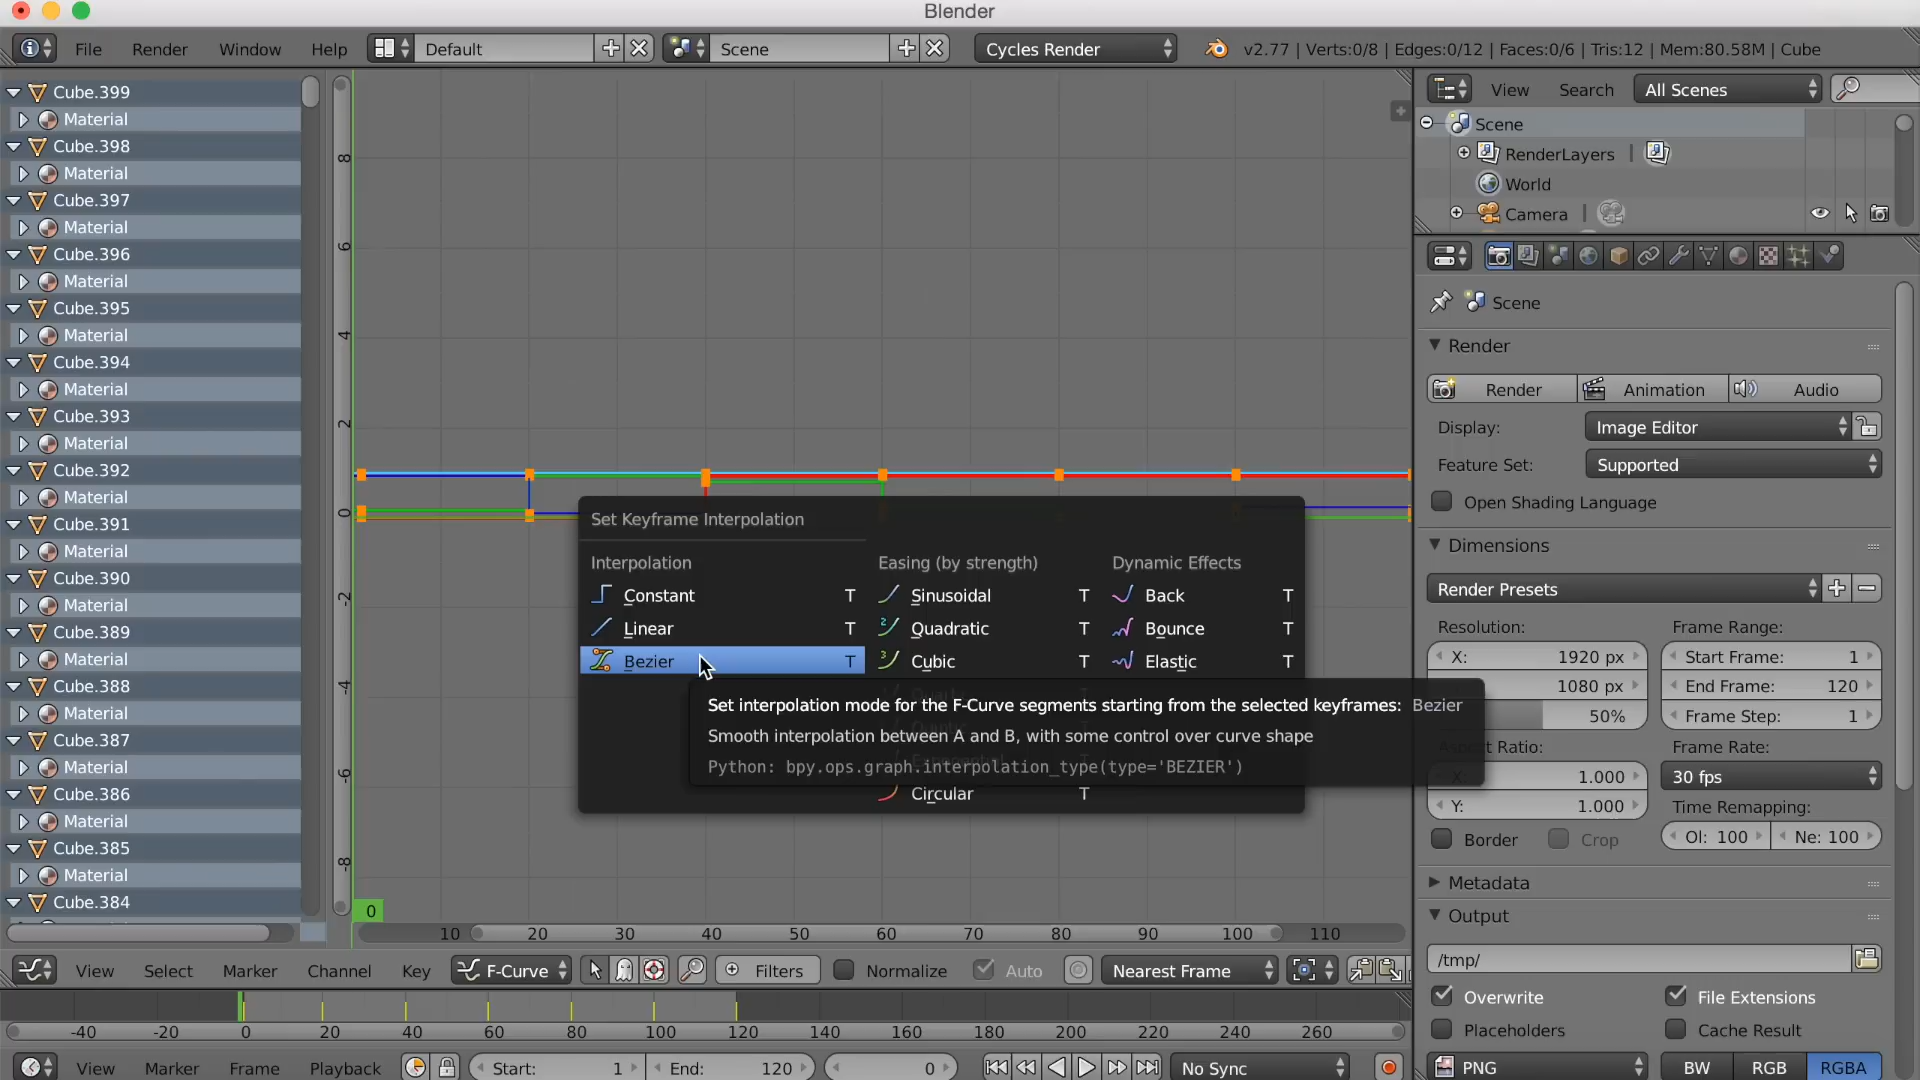 Blender
File Render Window Help Default Scene Cycles Render v2.77 | Verts:0/8 | Edges:0/12 | Faces:0/6 | Tris:12 | Mem:80.58M | Cube
Cube.399
Material
Cube.398
Material
Cube.397
Material
Cube.396
Material
Cube.395
Material
Cube.394
Material
Cube.393
Material
Cube.392
Material
Cube.391
Material
Cube.390
Material
Cube.389
Material
Cube.388
Material
Cube.387
Material
Cube.386
Material
Cube.385
Material
Cube.384
8
6
4
2
0
-2
-4
-6
-8
0
10 20 30 40 50 60 70 80 90 100 110
Set Keyframe Interpolation
Interpolation Easing (by strength) Dynamic Effects
Constant T Sinusoidal T Back T
Linear T Quadratic T Bounce T
Bezier T Cubic T Elastic T
Set interpolation mode for the F-Curve segments starting from the selected keyframes: Bezier
Smooth interpolation between A and B, with some control over curve shape
Python: bpy.ops.graph.interpolation_type(type='BEZIER')
Circular T
View Select Marker Channel Key F-Curve Filters Normalize Auto Nearest Frame
-40 -20 0 20 40 60 80 100 120 140 160 180 200 220 240 260
View Marker Frame Playback Start: 1 End: 120 0 No Sync
View Search All Scenes
Scene
RenderLayers |
World
Camera |
Scene
Render
Render Animation Audio
Display: Image Editor
Feature Set: Supported
Open Shading Language
Dimensions
Render Presets
Resolution: Frame Range:
X: 1920 px Start Frame: 1
1080 px End Frame: 120
50% Frame Step: 1
Ratio: Frame Rate:
X: 1.000 30 fps
Y: 1.000 Time Remapping:
Border Crop Ol: 100 Ne: 100
Metadata
Output
/tmp/
Overwrite File Extensions
Placeholders Cache Result
PNG BW RGB RGBA